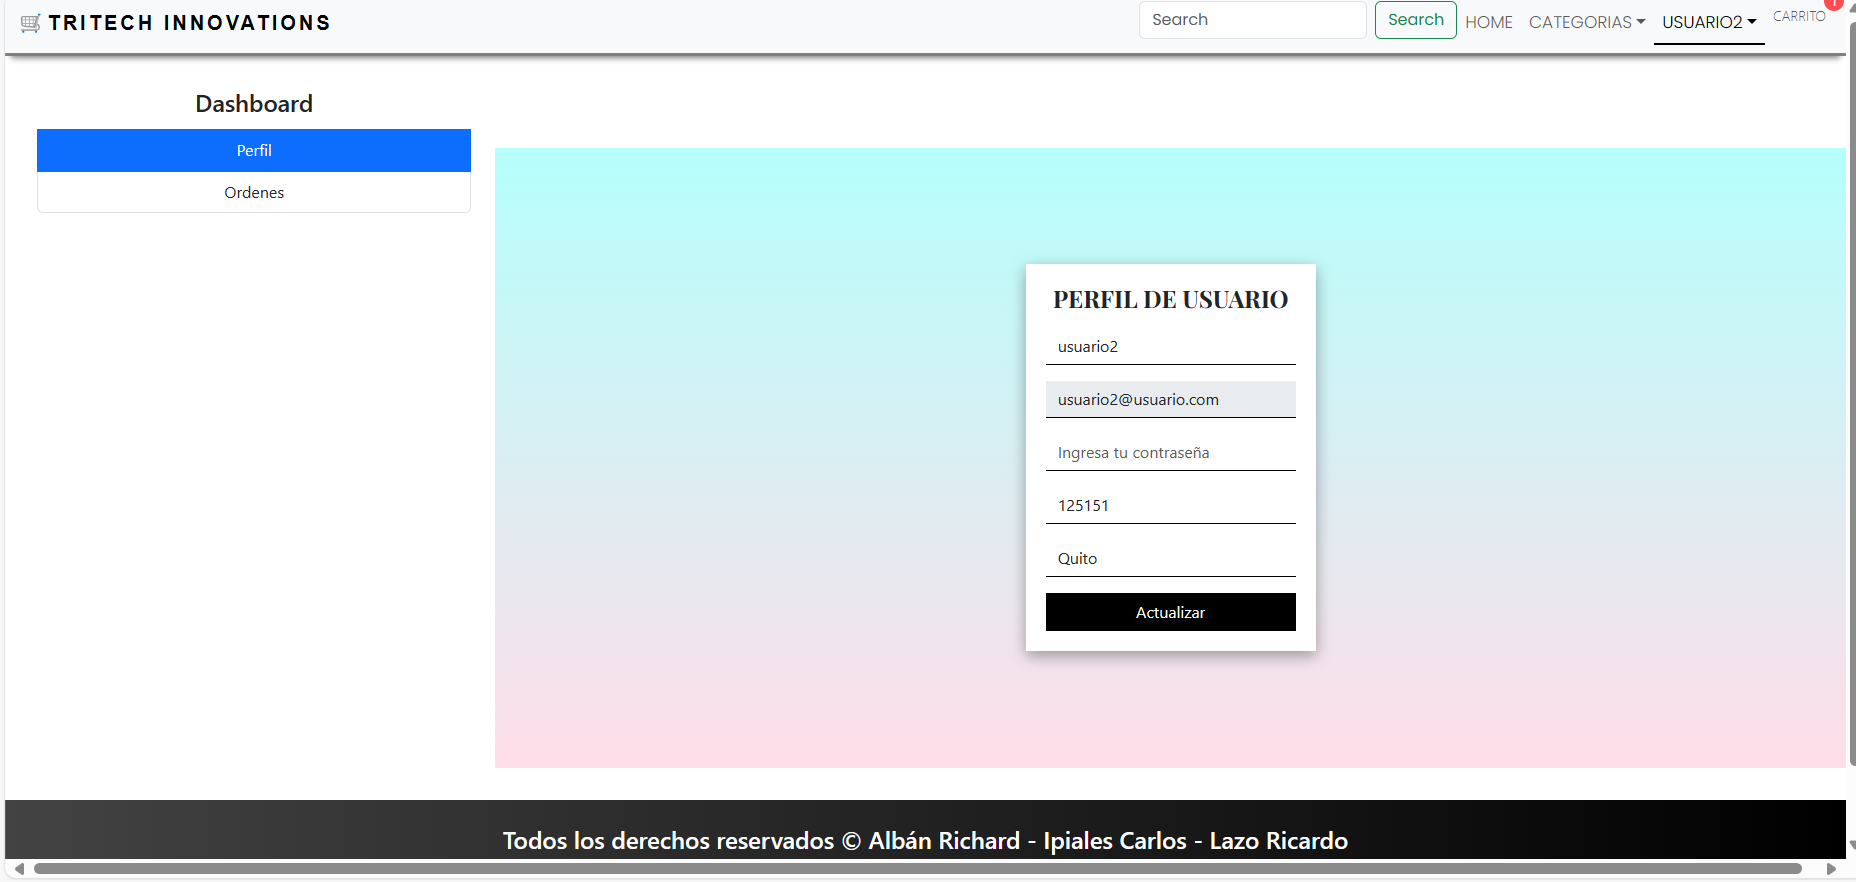 TRITECH INNOVATIONS
Search
Search
HOME
CATEGORIAS
USUARIO2
CARRITO
1
Dashboard
Perfil
Ordenes
PERFIL DE USUARIO
usuario2
usuario2@usuario.com
Ingresa tu contraseña
125151
Quito
Actualizar
Todos los derechos reservados © Albán Richard - Ipiales Carlos - Lazo Ricardo